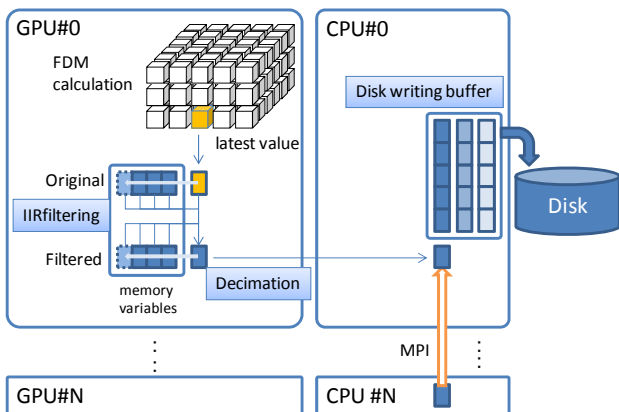 GPU#0
FDM
calculation
latest value
Original
IIRfiltering
Filtered
Decimation
memory
variables
CPU#0
Disk writing buffer
Disk
MPI
GPU#N
CPU #N